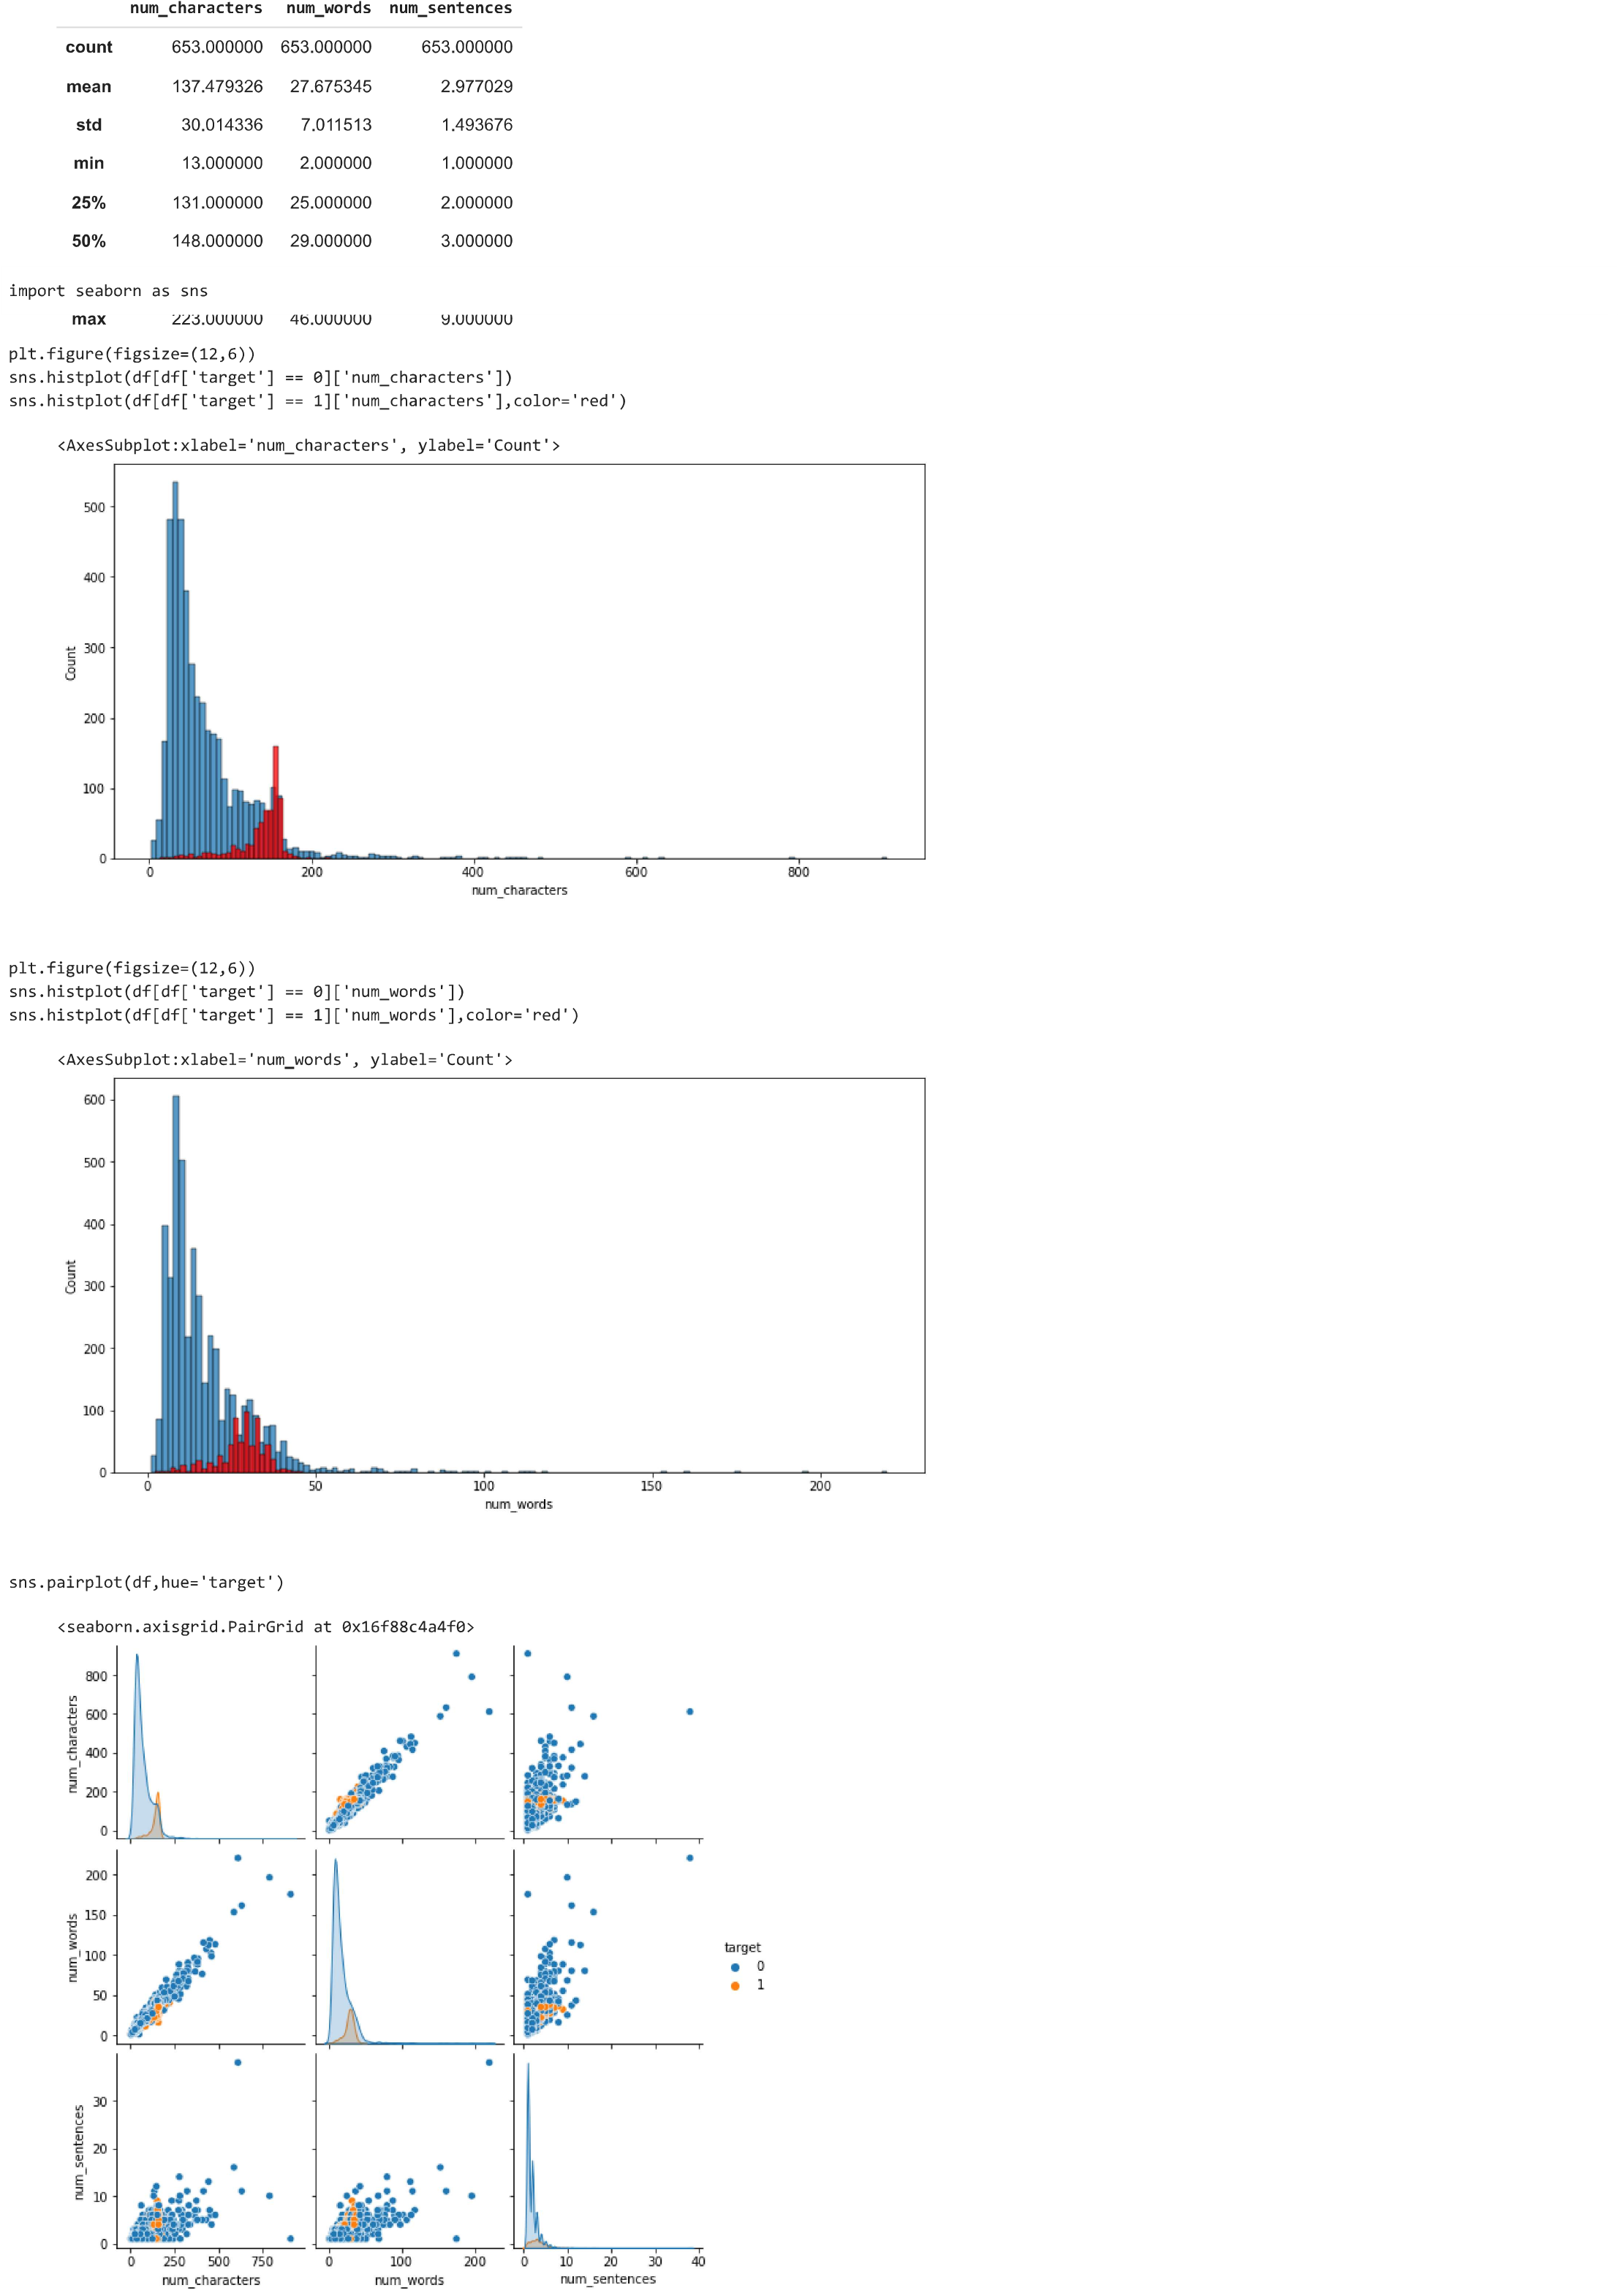 num_characters num_words num_sentences
count 653.000000 653.000000 653.000000
mean 137.479326 27.675345 2.977029
std 30.014336 7.011513 1.493676
min 13.000000 2.000000 1.000000
25% 131.000000 25.000000 2.000000
50% 148.000000 29.000000 3.000000
import seaborn as sns
max 223.000000 46.000000 9.000000
plt.figure(figsize=(12,6))
sns.histplot(df[df['target'] == 0]['num_characters'])
sns.histplot(df[df['target'] == 1]['num_characters'],color='red')
<AxesSubplot:xlabel='num_characters', ylabel='Count'>
500
400
300
200
100
0
Count
0 200 400 600 800
num_characters
plt.figure(figsize=(12,6))
sns.histplot(df[df['target'] == 0]['num_words'])
sns.histplot(df[df['target'] == 1]['num_words'],color='red')
<AxesSubplot:xlabel='num_words', ylabel='Count'>
600
500
400
300
200
100
0
Count
0 50 100 150 200
num_words
sns.pairplot(df,hue='target')
<seaborn.axisgrid.PairGrid at 0x16f88c4a4f0>
800
600
400
200
0
num_characters
200
150
100
50
0
num_words
target
0
1
30
20
10
0
num_sentences
0 250 500 750 0 100 200 0 10 20 30 40
num_characters num_words num_sentences